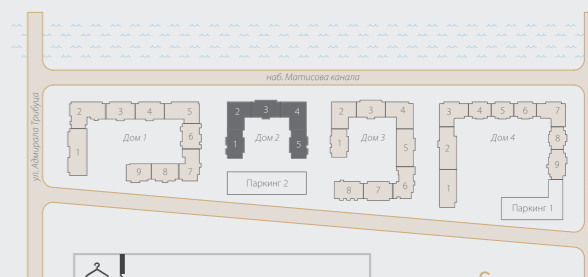 наб. Матисова канала
ул. Адмирала Трибуца
2 3 4 5
Дом 1
1 6
9 8 7
2 3 4
Дом 2
1 5
Паркинг 2
2 3 4
Дом 3
1 5
8 7 6
3 4 5 6 7
Дом 4
2 8
1 9
Паркинг 1
С